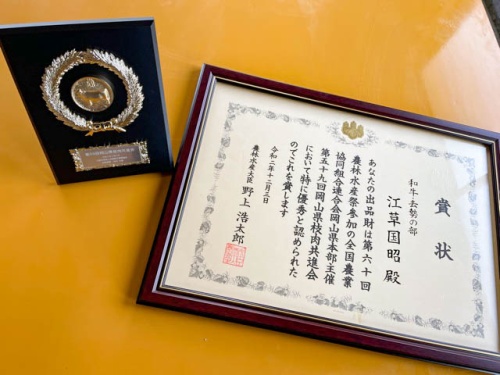 賞状
和牛去勢の部
江草国昭殿
あなたの出品財は第六十回
農林水産祭参加の全国農業
協同組合連合会岡山県本部主催
第五十九回岡山県枝肉共進会
において特に優秀と認められた
のでこれを賞します
令和二年十二月三日
農林水産大臣 野上浩太郎